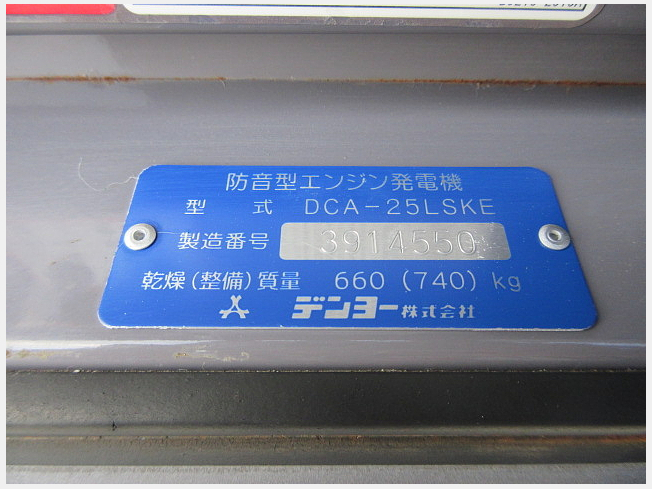 防音型エンジン発電機
型 式 DCA-25LSKE
製造番号 3914550
乾燥(整備)質量 660(740)kg
デンヨー株式会社